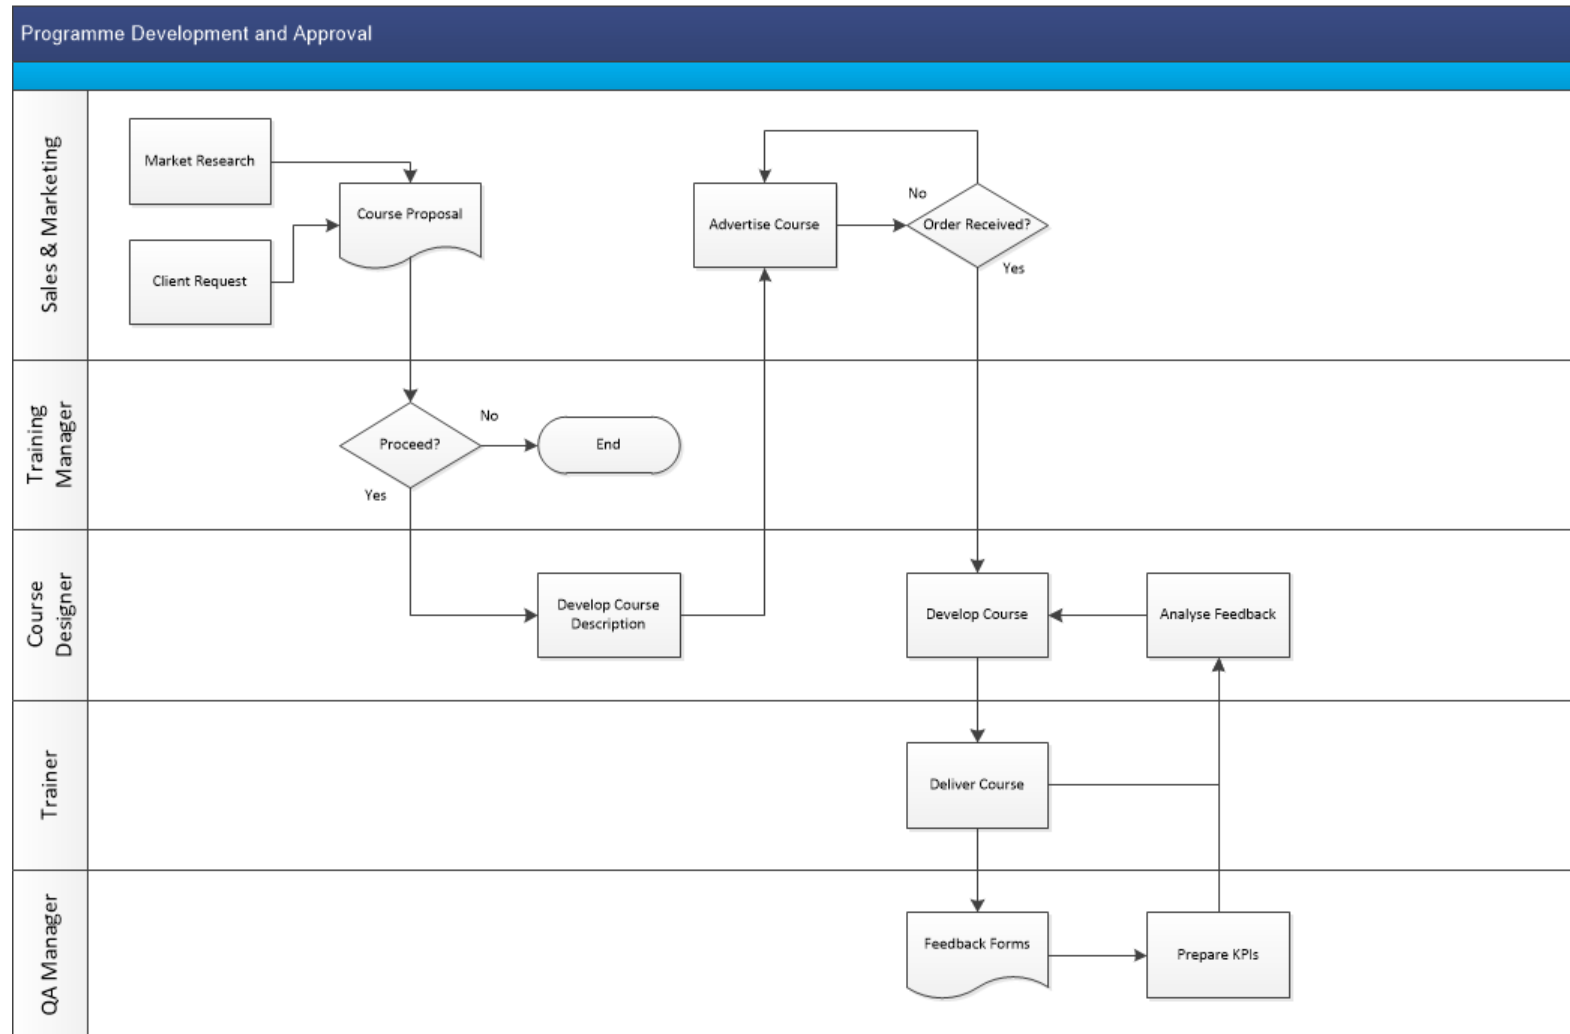 Programme Development and Approval
Sales & Marketing
Market Research
Client Request
Course Proposal
Advertise Course
No
Order Received?
Yes
Training
Manager
Proceed?
No
Yes
End
Course
Designer
Develop Course
Description
Develop Course
Analyse Feedback
Trainer
Deliver Course
QA Manager
Feedback Forms
Prepare KPIs